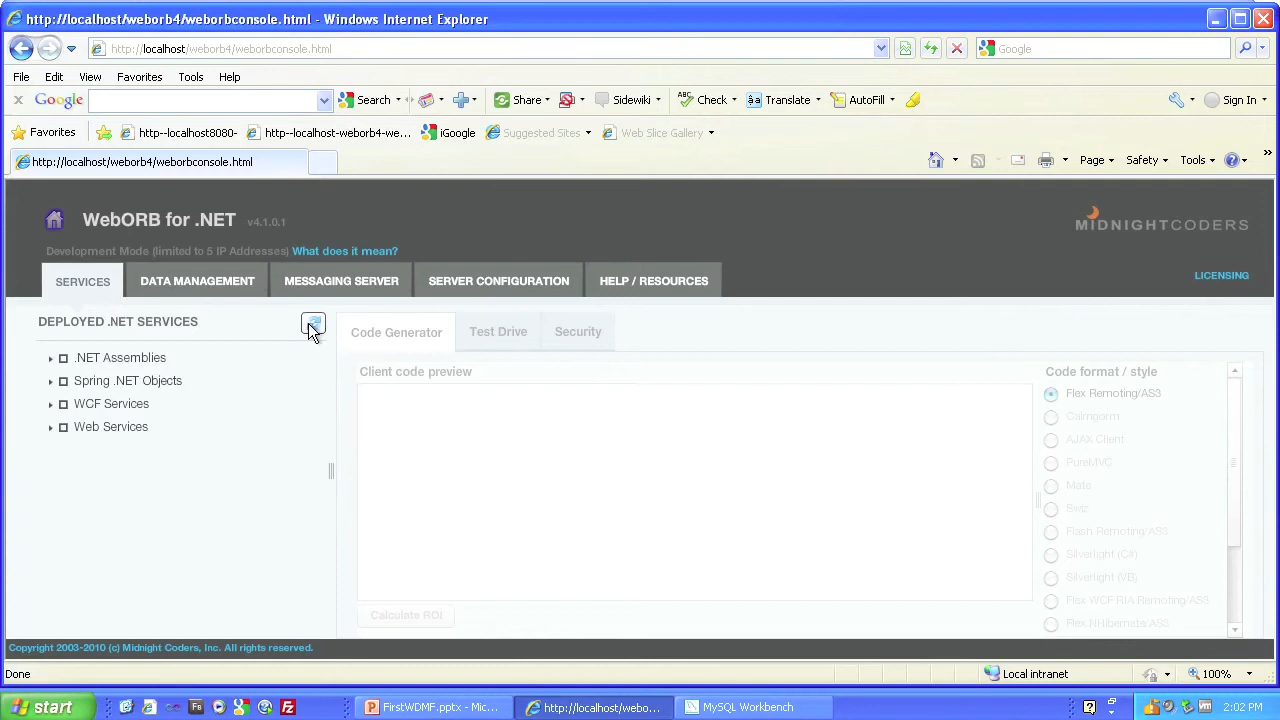 http://localhost/weborb4/weborbconsole.html - Windows Internet Explorer
http://localhost/weborb4/weborbconsole.html
Google
File Edit View Favorites Tools Help
x Google Search Share Sidewiki ABC Check Translate AutoFill Sign In
Favorites http--localhost8080- http--localhost-weborb4-we... iGoogle Suggested Sites Web Slice Gallery
http://localhost/weborb4/weborbconsole.html Page Safety Tools
WebORB for .NET v4.1.0.1
MIDNIGHTCODERS
Development Mode (limited to 5 IP Addresses) What does it mean?
SERVICES DATA MANAGEMENT MESSAGING SERVER SERVER CONFIGURATION HELP / RESOURCES LICENSING
DEPLOYED .NET SERVICES
.NET Assemblies
Spring .NET Objects
WCF Services
Web Services
Code Generator Test Drive Security
Client code preview
Calculate ROI
Code format / style
Flex Remoting/AS3
Cairngorm
AJAX Client
PureMVC
Mate
Swiz
Flash Remoting/AS3
Silverlight (C#)
Silverlight (VB)
Flex WCF RIA Remoting/AS3
Flex NHibernate AS3
Copyright 2003-2010 (c) Midnight Coders, Inc. All rights reserved.
Done Local intranet 100%
start Fb FirstWDMF.pptx - Mic... http://localhost/webo... MySQL Workbench 2:02 PM